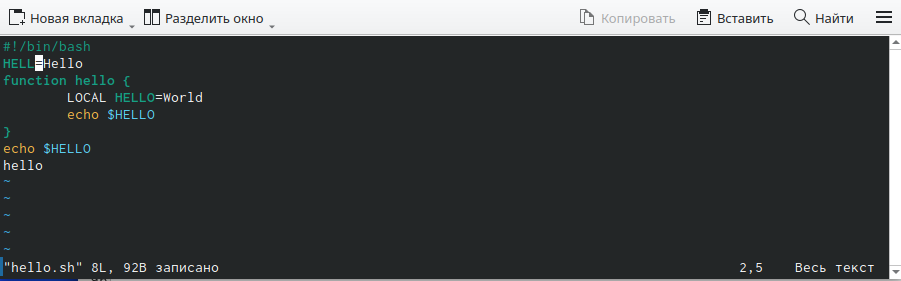 Новая вкладка Разделить окно Копировать Вставить Найти
#!/bin/bash
HELL=Hello
function hello {
LOCAL HELLO=World
echo $HELLO
}
echo $HELLO
hello
~
~
~
~
~
"hello.sh" 8L, 92B записано 2,5 Весь текст